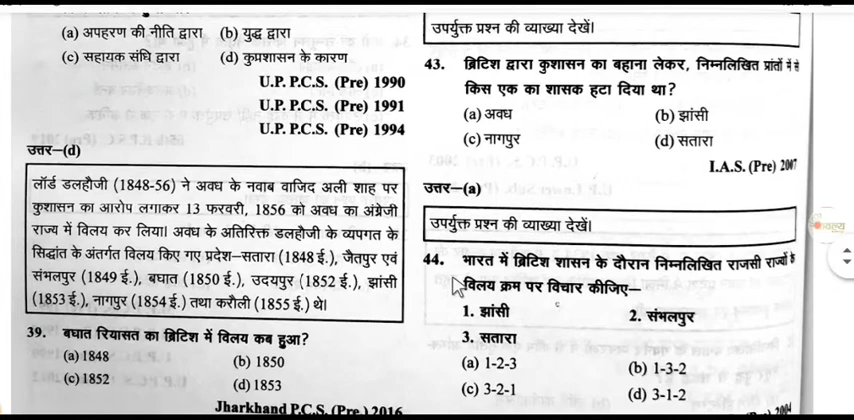 (a) अपहरण की नीति द्वारा (b) युद्ध द्वारा
(c) सहायक संधि द्वारा (d) कुप्रशासन के कारण
U.P. P.C.S. (Pre) 1990
U.P. P.C.S. (Pre) 1991
U.P. P.C.S. (Pre) 1994
उत्तर—(d)
लॉर्ड डलहौजी (1848-56) ने अवध के नवाब वाजिद अली शाह पर
कुशासन का आरोप लगाकर 13 फरवरी, 1856 को अवध का अंग्रेजी
राज्य में विलय कर लिया। अवध के अतिरिक्त डलहौजी के व्यपगत के
सिद्धांत के अंतर्गत विलय किए गए प्रदेश—सतारा (1848 ई.), जैतपुर एवं
संभलपुर (1849 ई.), बघात (1850 ई.), उदयपुर (1852 ई.), झांसी
(1853 ई.), नागपुर (1854 ई.) तथा करौली (1855 ई.) थे।
39. बघात रियासत का ब्रिटिश में विलय कब हुआ?
(a) 1848 (b) 1850
(c) 1852 (d) 1853
Jharkhand P.C.S. (Pre) 2016
उपर्युक्त प्रश्न की व्याख्या देखें।
43. ब्रिटिश द्वारा कुशासन का बहाना लेकर, निम्नलिखित प्रांतों में से
किस एक का शासक हटा दिया था?
(a) अवध (b) झांसी
(c) नागपुर (d) सतारा
I.A.S. (Pre) 2007
उत्तर—(a)
उपर्युक्त प्रश्न की व्याख्या देखें।
44. भारत में ब्रिटिश शासन के दौरान निम्नलिखित राजसी राज्यों के
विलय क्रम पर विचार कीजिए—
1. झांसी 2. संभलपुर
3. सतारा
(a) 1-2-3 (b) 1-3-2
(c) 3-2-1 (d) 3-1-2